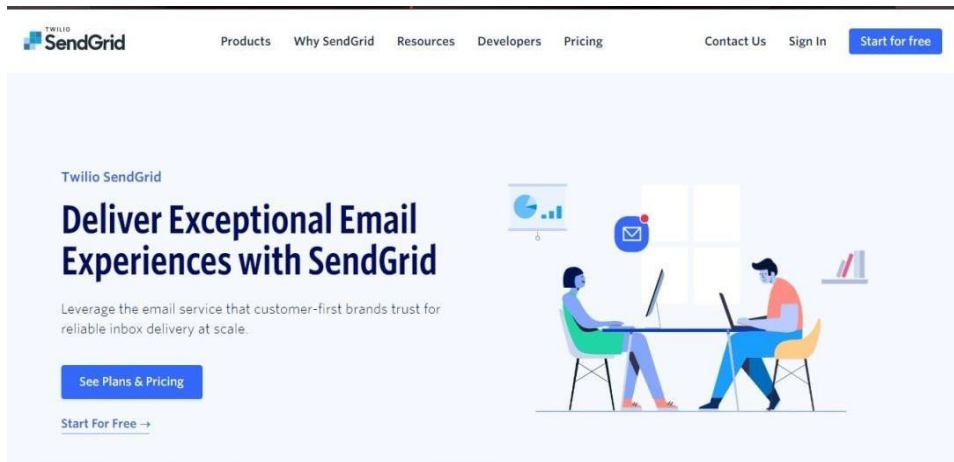 TWILIO
SendGrid
Products Why SendGrid Resources Developers Pricing Contact Us Sign In Start for free
Twilio SendGrid
Deliver Exceptional Email
Experiences with SendGrid
Leverage the email service that customer-first brands trust for
reliable inbox delivery at scale.
See Plans & Pricing
Start For Free →